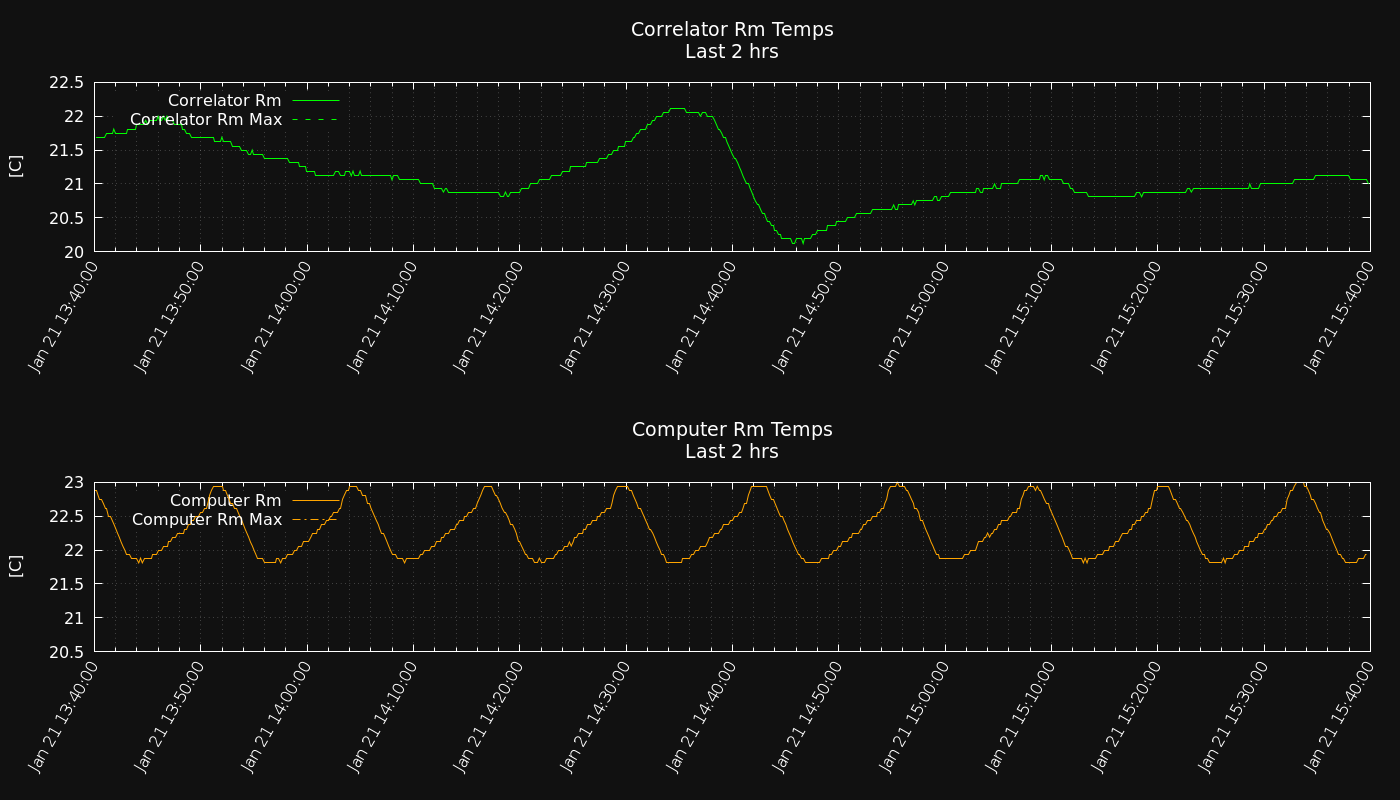 Correlator Rm Temps
Last 2 hrs
22.5
22
21.5
21
20.5
20
[C]
Correlator Rm
Correlator Rm Max
Jan 21 13:40:00
Jan 21 13:50:00
Jan 21 14:00:00
Jan 21 14:10:00
Jan 21 14:20:00
Jan 21 14:30:00
Jan 21 14:40:00
Jan 21 14:50:00
Jan 21 15:00:00
Jan 21 15:10:00
Jan 21 15:20:00
Jan 21 15:30:00
Jan 21 15:40:00
Computer Rm Temps
Last 2 hrs
23
22.5
22
21.5
21
20.5
[C]
Computer Rm
Computer Rm Max
Jan 21 13:40:00
Jan 21 13:50:00
Jan 21 14:00:00
Jan 21 14:10:00
Jan 21 14:20:00
Jan 21 14:30:00
Jan 21 14:40:00
Jan 21 14:50:00
Jan 21 15:00:00
Jan 21 15:10:00
Jan 21 15:20:00
Jan 21 15:30:00
Jan 21 15:40:00